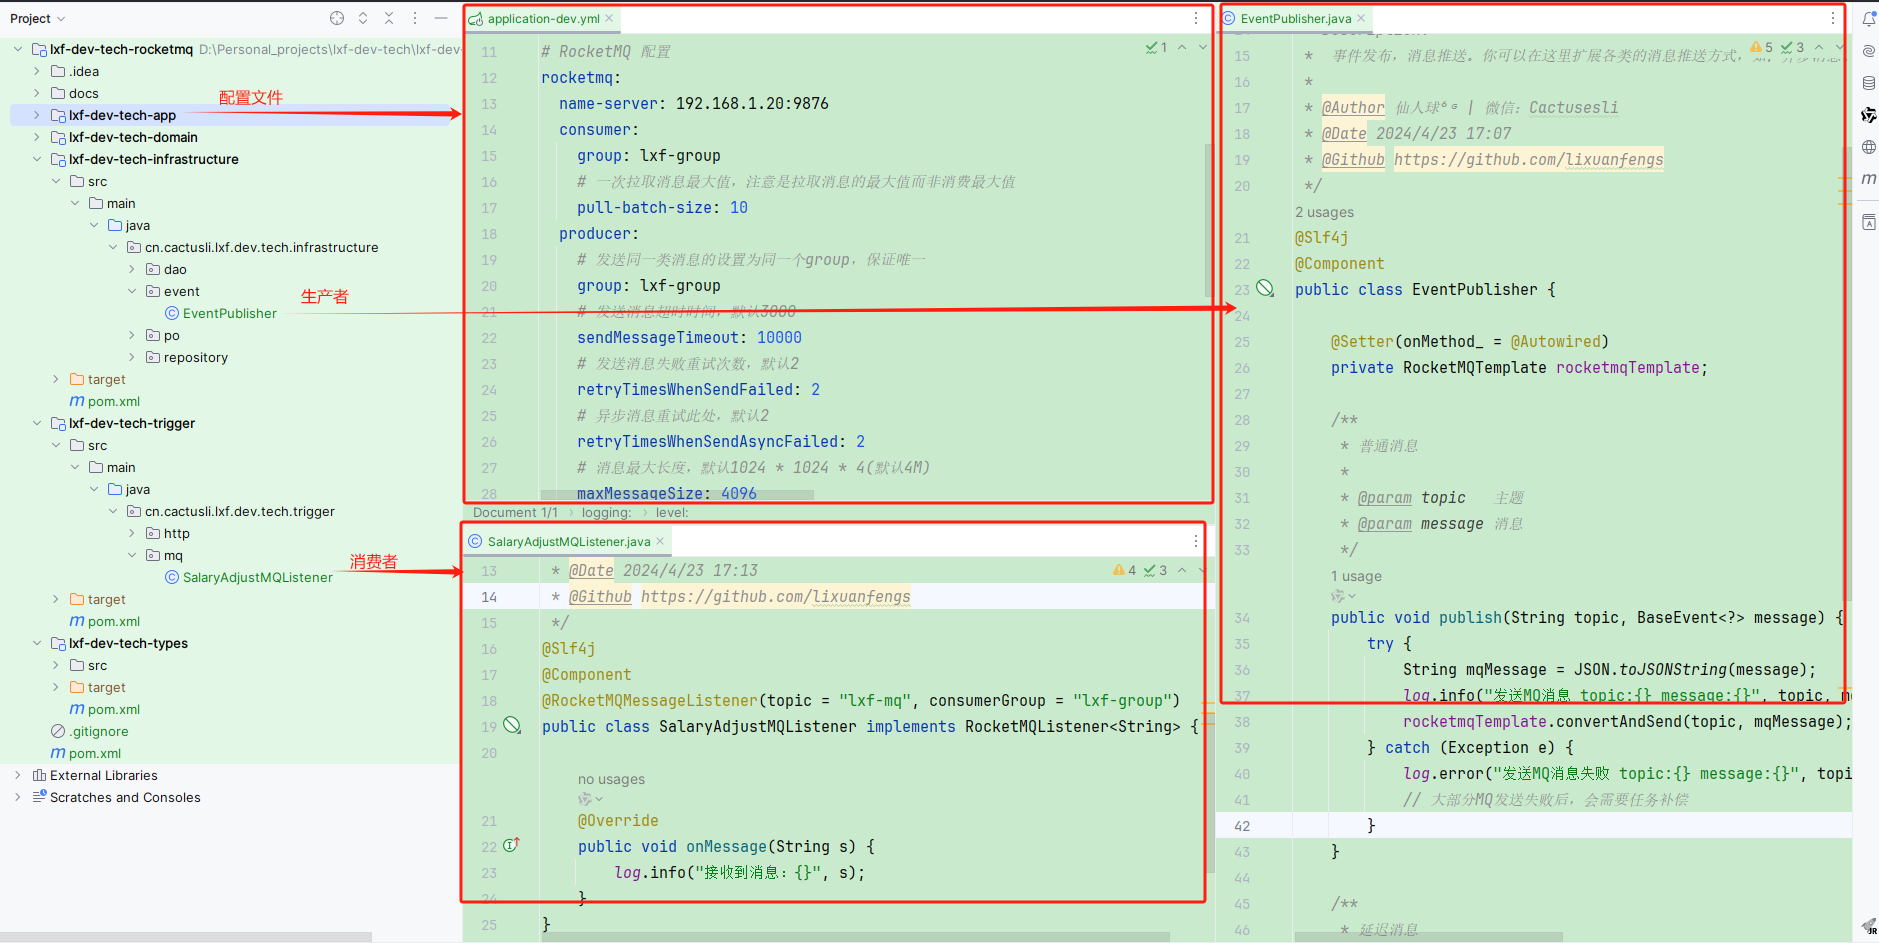 Project
lxf-dev-tech-rocketmq D:\Personal_projects\lxf-dev-tech\lxf-dev-
.idea
docs
lxf-dev-tech-app
lxf-dev-tech-domain
lxf-dev-tech-infrastructure
src
main
java
cn.cactusli.lxf.dev.tech.infrastructure
dao
event
EventPublisher
po
repository
target
pom.xml
lxf-dev-tech-trigger
src
main
java
cn.cactusli.lxf.dev.tech.trigger
http
mq
SalaryAdjustMQListener
target
pom.xml
lxf-dev-tech-types
src
target
pom.xml
.gitignore
pom.xml
External Libraries
Scratches and Consoles
配置文件
生产者
消费者
application-dev.yml
1
11 # RocketMQ 配置
12 rocketmq:
13 name-server: 192.168.1.20:9876
14 consumer:
15 group: lxf-group
16 # 一次拉取消息最大值，注意是拉取消息的最大值而非消费最大值
17 pull-batch-size: 10
18 producer:
19 # 发送同一类消息的设置为同一个group，保证唯一
20 group: lxf-group
21 # 发送消息超时时间，默认3000
22 sendMessageTimeout: 10000
23 # 发送消息失败重试次数，默认2
24 retryTimesWhenSendFailed: 2
25 # 异步消息重试此处，默认2
26 retryTimesWhenSendAsyncFailed: 2
27 # 消息最大长度，默认1024 * 1024 * 4(默认4M)
28 maxMessageSize: 4096
Document 1/1 › logging: › level:
SalaryAdjustMQListener.java
4 3
13 * @Date 2024/4/23 17:13
14 * @Github https://github.com/lixuanfengs
15 */
16 @Slf4j
17 @Component
18 @RocketMQMessageListener(topic = "lxf-mq", consumerGroup = "lxf-group")
19 public class SalaryAdjustMQListener implements RocketMQListener<String> {
20
no usages
21 @Override
22 public void onMessage(String s) {
23 log.info("接收到消息：{}", s);
24 }
25 }
EventPublisher.java
5 3
15 * 事件发布，消息推送。你可以在这里扩展各类的消息推送方式，如，异步消息
16 *
17 * @Author 仙人球⁶ᴳ | 微信：Cactusesli
18 * @Date 2024/4/23 17:07
19 * @Github https://github.com/lixuanfengs
20 */
2 usages
21 @Slf4j
22 @Component
23 public class EventPublisher {
24
25 @Setter(onMethod_ = @Autowired)
26 private RocketMQTemplate rocketmqTemplate;
27
28 /**
29 * 普通消息
30 *
31 * @param topic 主题
32 * @param message 消息
33 */
1 usage
34 public void publish(String topic, BaseEvent<?> message) {
35 try {
36 String mqMessage = JSON.toJSONString(message);
37 log.info("发送MQ消息 topic:{} message:{}", topic, m
38 rocketmqTemplate.convertAndSend(topic, mqMessage);
39 } catch (Exception e) {
40 log.error("发送MQ消息失败 topic:{} message:{}", topi
41 // 大部分MQ发送失败后，会需要任务补偿
42 }
43 }
44
45 /**
46 * 延迟消息